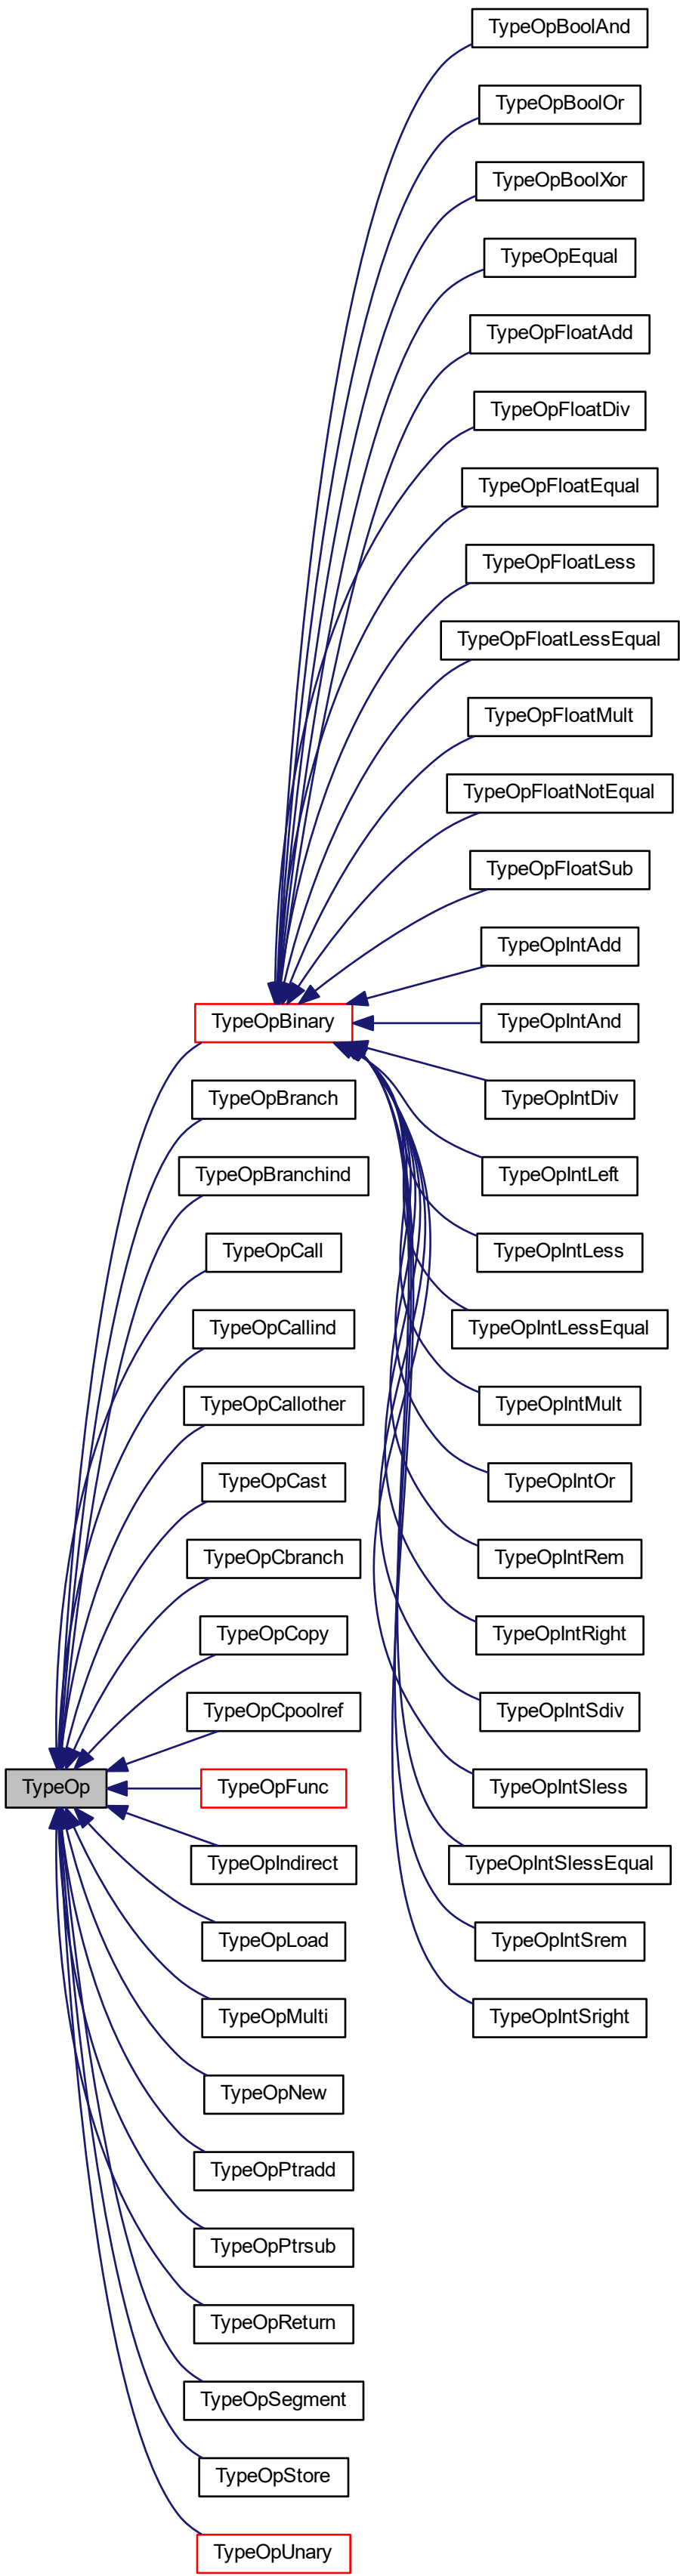 TypeOpBoolAnd
TypeOpBoolOr
TypeOpBoolXor
TypeOpEqual
TypeOpFloatAdd
TypeOpFloatDiv
TypeOpFloatEqual
TypeOpFloatLess
TypeOpFloatLessEqual
TypeOpFloatMult
TypeOpFloatNotEqual
TypeOpFloatSub
TypeOpIntAdd
TypeOpBinary
TypeOpIntAnd
TypeOpBranch
TypeOpIntDiv
TypeOpBranchind
TypeOpIntLeft
TypeOpCall
TypeOpIntLess
TypeOpCallind
TypeOpIntLessEqual
TypeOpCallother
TypeOpIntMult
TypeOpCast
TypeOpIntOr
TypeOpCbranch
TypeOpIntRem
TypeOpCopy
TypeOpIntRight
TypeOpCpoolref
TypeOpIntSdiv
TypeOp
TypeOpFunc
TypeOpIntSless
TypeOpIndirect
TypeOpIntSlessEqual
TypeOpLoad
TypeOpIntSrem
TypeOpMulti
TypeOpIntSright
TypeOpNew
TypeOpPtradd
TypeOpPtrsub
TypeOpReturn
TypeOpSegment
TypeOpStore
TypeOpUnary